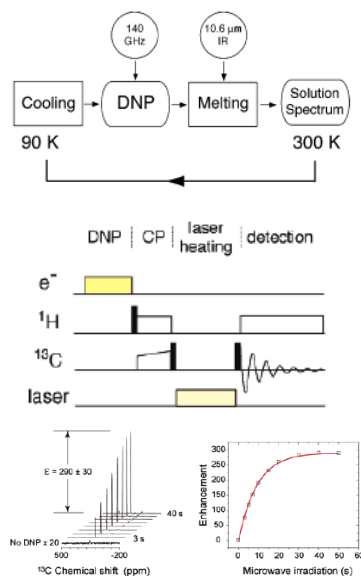 140
GHz
10.6 µm
IR
Cooling
DNP
Melting
Solution
Spectrum
90 K
300 K
DNP
CP
laser
heating
detection
e⁻
¹H
¹³C
laser
ε = 290 ± 30
40 s
3 s
No DNP x 20
500
-200
¹³C Chemical shift (ppm)
Enhancement
300
250
200
150
100
50
0
0 10 20 30 40 50
Microwave irradiation (s)